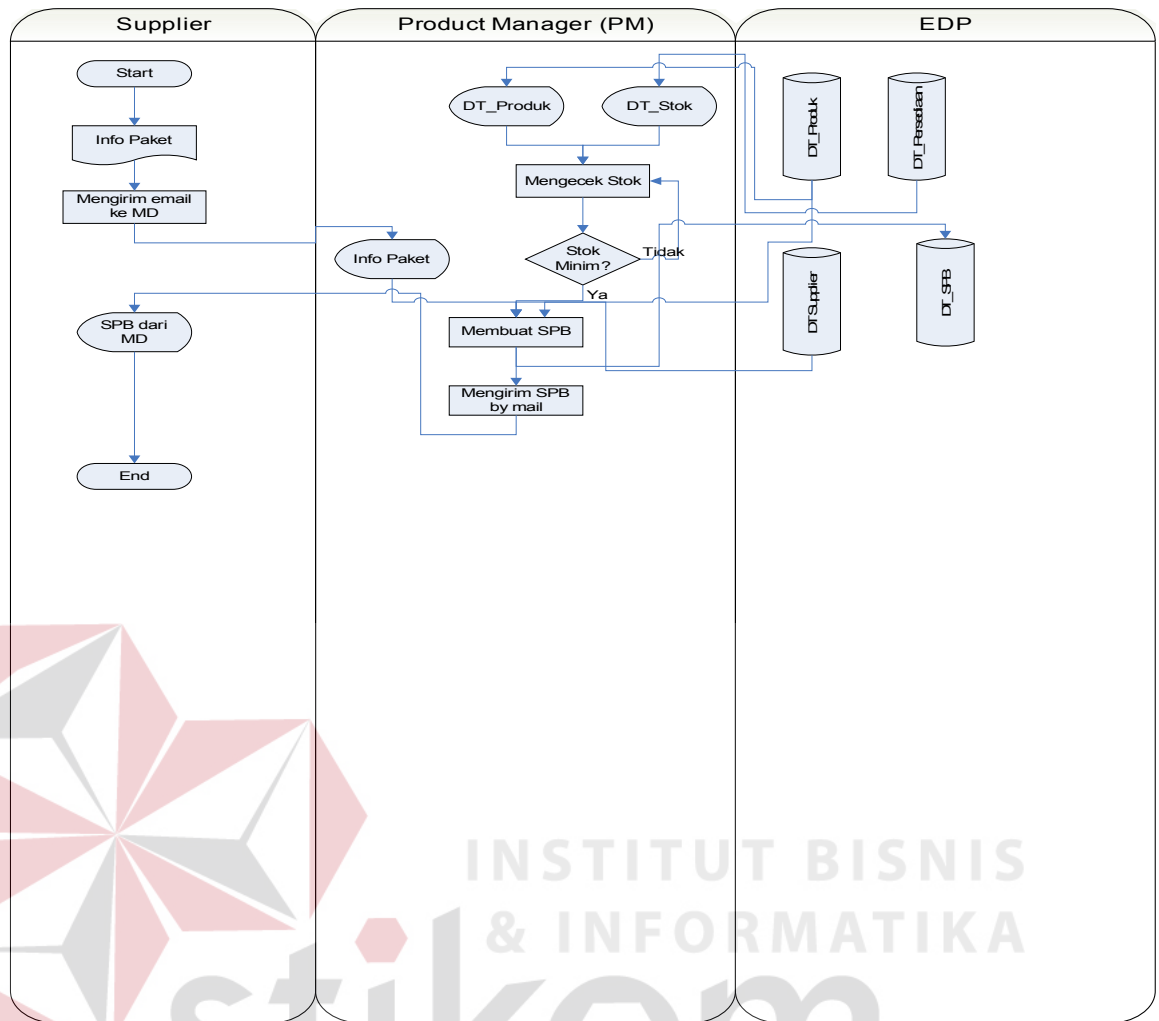 Supplier
Product Manager (PM)
EDP
Start
Info Paket
Mengirim email
ke MD
SPB dari
MD
End
DT_Produk
DT_Stok
Mengecek Stok
Stok
Minim?
Tidak
Ya
Info Paket
Membuat SPB
Mengirim SPB
by mail
DT_Produk
DT_Persediaan
DTSupplier
DT_SPB
INSTITUT BISNIS
& INFORMATIKA
stikom